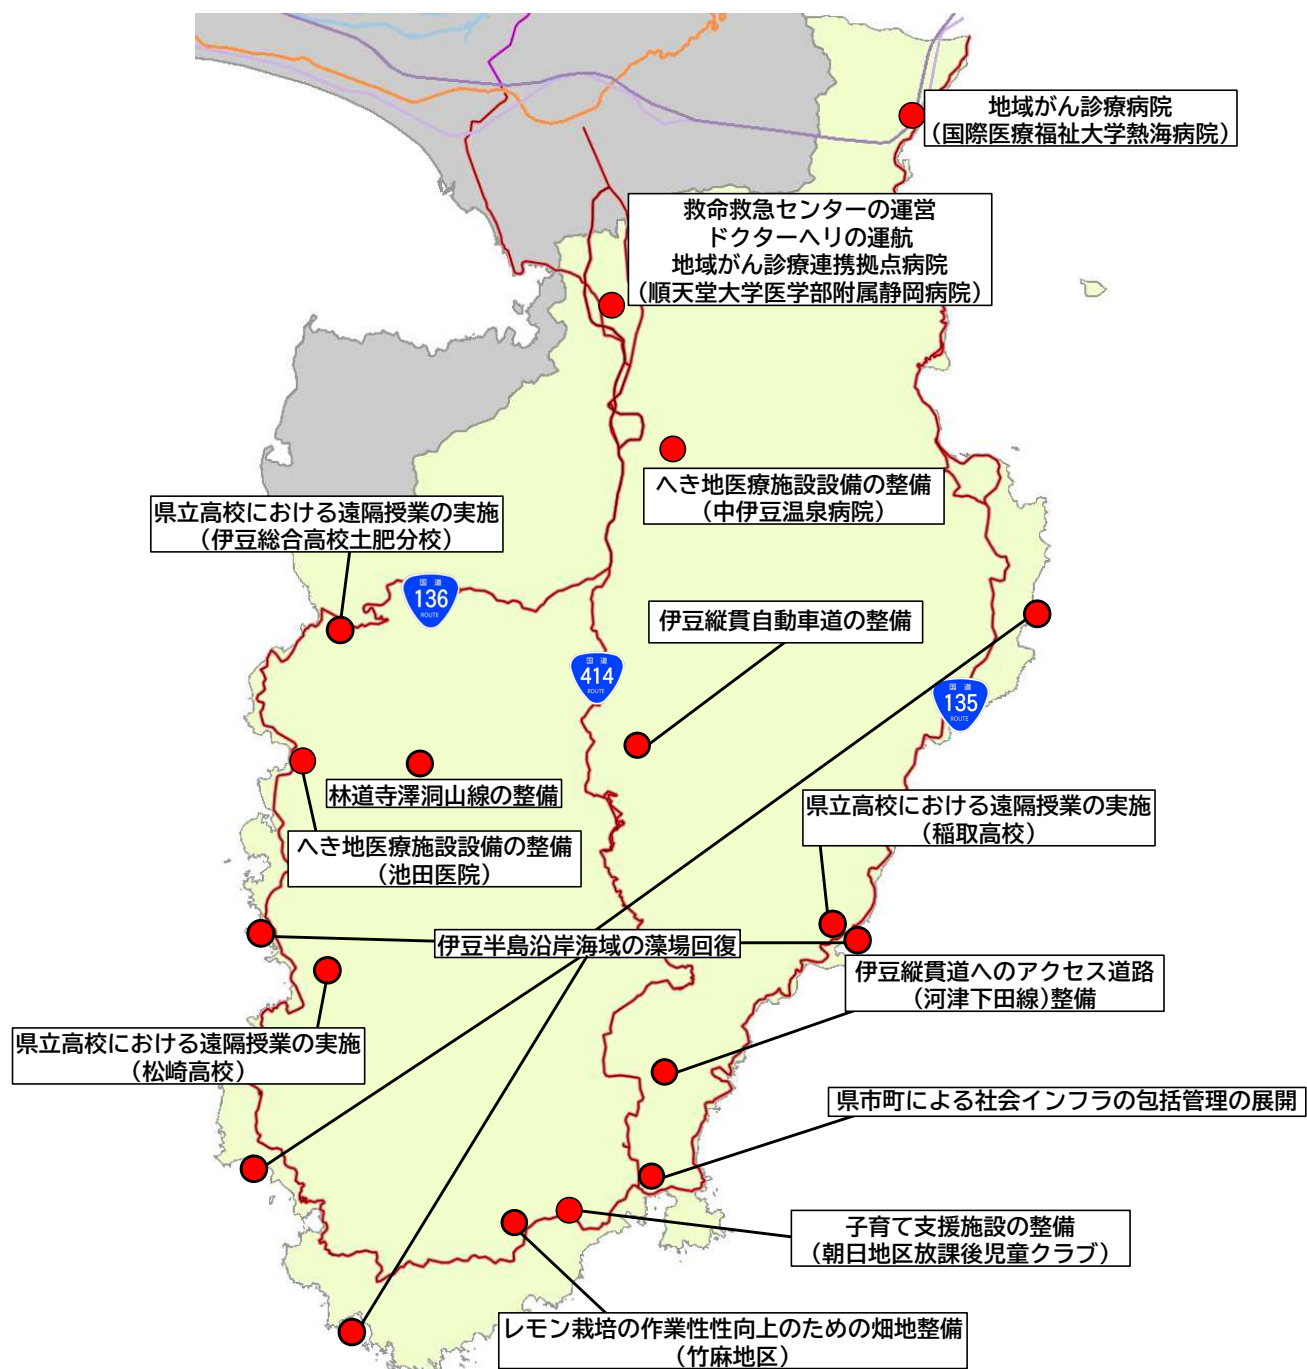 地域がん診療病院
（国際医療福祉大学熱海病院）
救命救急センターの運営
ドクターヘリの運航
地域がん診療連携拠点病院
（順天堂大学医学部附属静岡病院）
へき地医療施設設備の整備
（中伊豆温泉病院）
県立高校における遠隔授業の実施
（伊豆総合高校土肥分校）
国道
136
ROUTE
伊豆縦貫自動車道の整備
国道
414
ROUTE
国道
135
ROUTE
林道寺澤洞山線の整備
県立高校における遠隔授業の実施
（稲取高校）
へき地医療施設設備の整備
（池田医院）
伊豆半島沿岸海域の藻場回復
伊豆縦貫道へのアクセス道路
（河津下田線)整備
県立高校における遠隔授業の実施
（松崎高校）
県市町による社会インフラの包括管理の展開
子育て支援施設の整備
（朝日地区放課後児童クラブ）
レモン栽培の作業性性向上のための畑地整備
（竹麻地区）